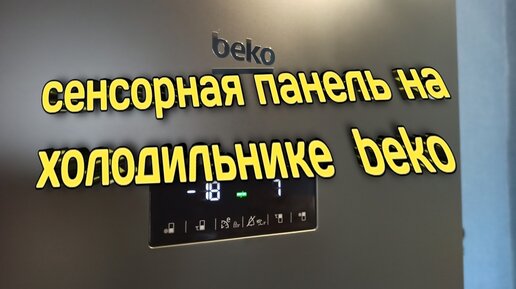 beko
сенсорная панель на
холодильнике beko
-18 7